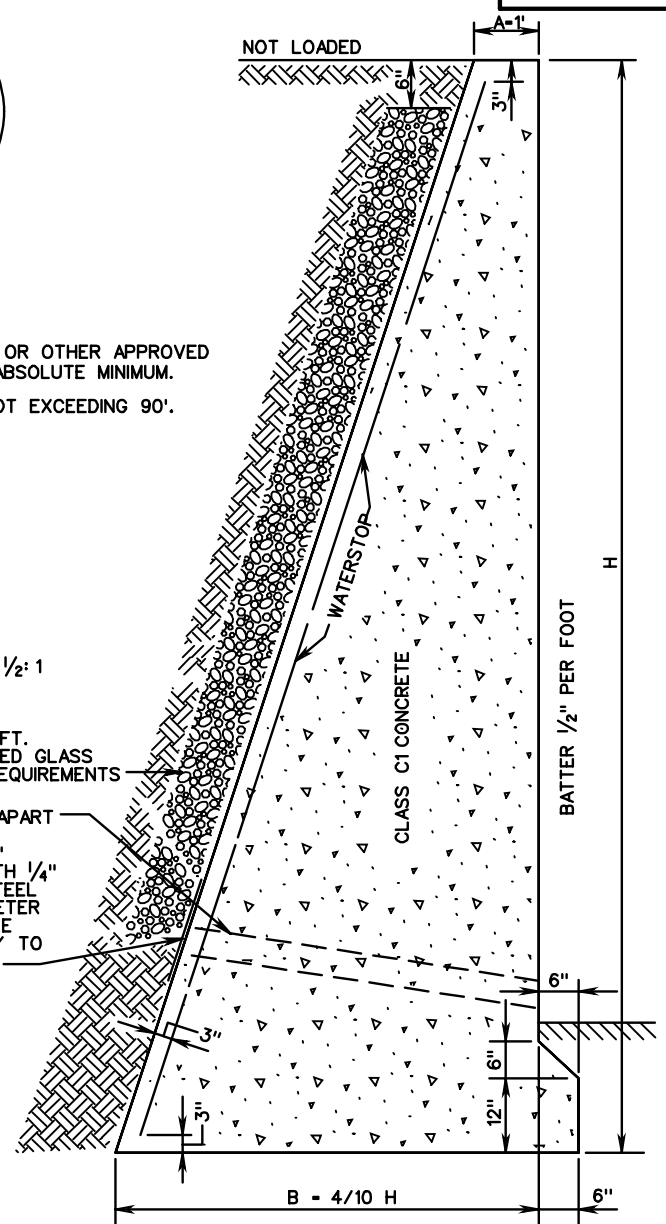 A=1'
NOT LOADED
6"
3"
OR OTHER APPROVED
ABSOLUTE MINIMUM.
OT EXCEEDING 90'.
H
WATERSTOP
½: 1
BATTER ½" PER FOOT
CLASS C1 CONCRETE
FT.
ED GLASS
EQUIREMENTS
APART
"
TH ¼"
TEEL
ETER
E
Y TO
6"
3"
6"
3"
12"
B = 4/10 H
6"